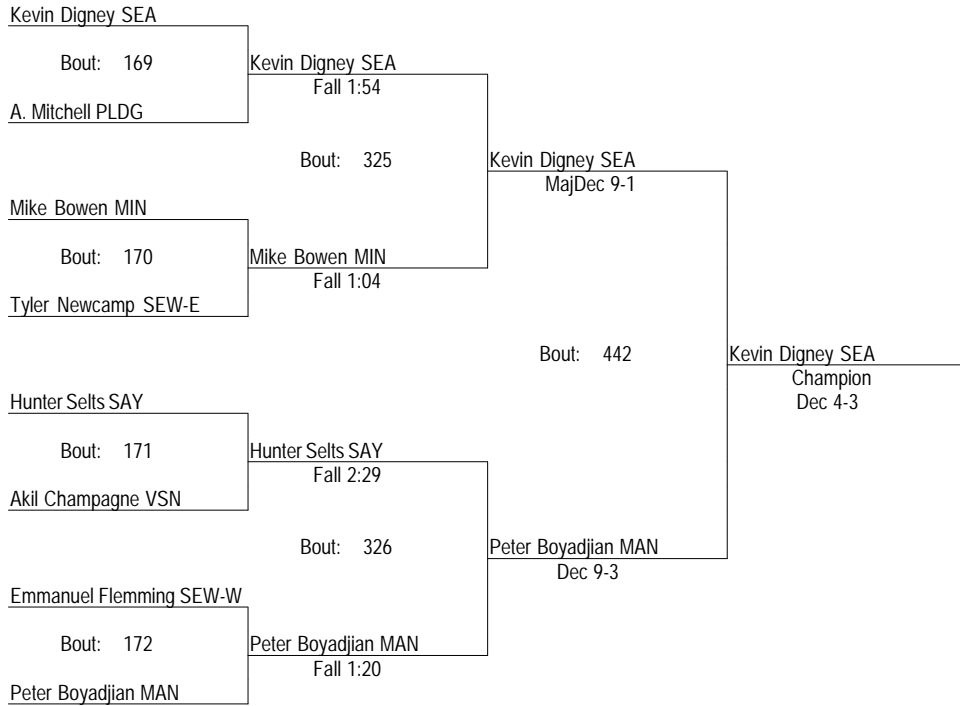 Kevin Digney SEA
Bout: 169
Kevin Digney SEA
Fall 1:54
A. Mitchell PLDG
Bout: 325
Kevin Digney SEA
MajDec 9-1
Mike Bowen MIN
Bout: 170
Mike Bowen MIN
Fall 1:04
Tyler Newcamp SEW-E
Bout: 442
Kevin Digney SEA
Champion
Dec 4-3
Hunter Selts SAY
Bout: 171
Hunter Selts SAY
Fall 2:29
Akil Champagne VSN
Bout: 326
Peter Boyadjian MAN
Dec 9-3
Emmanuel Flemming SEW-W
Bout: 172
Peter Boyadjian MAN
Fall 1:20
Peter Boyadjian MAN